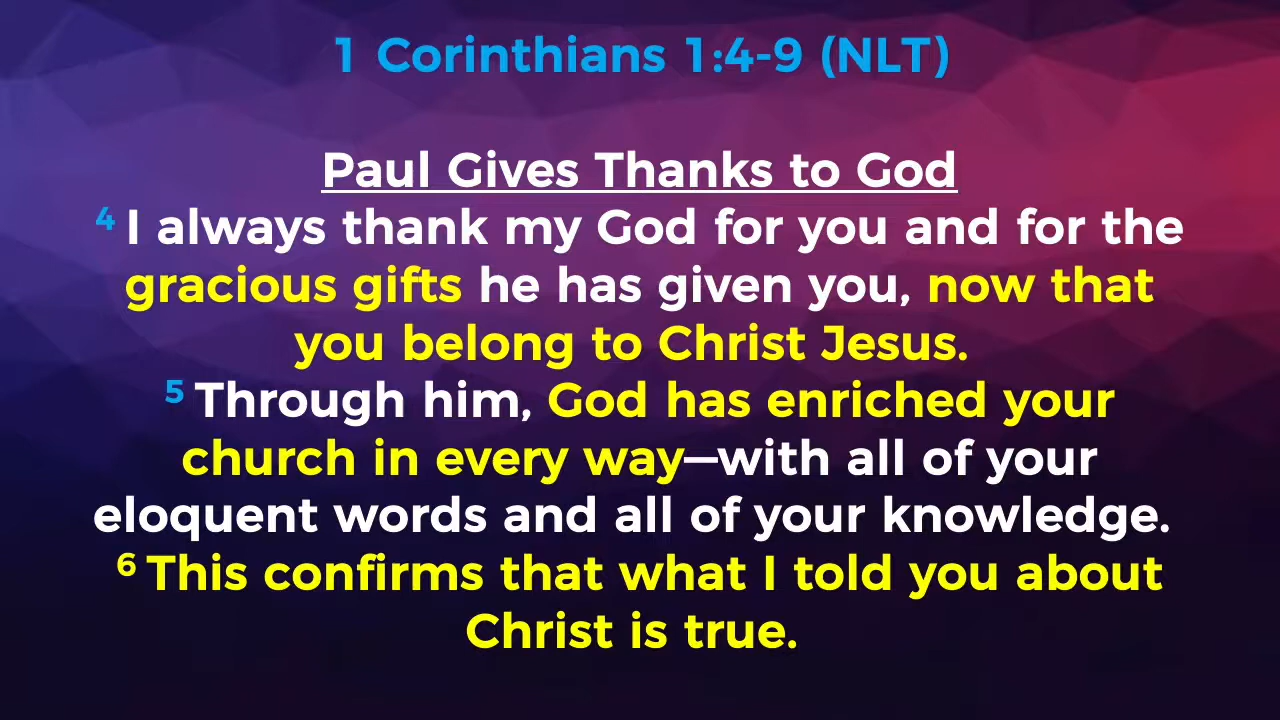 1 Corinthians 1:4-9 (NLT)
Paul Gives Thanks to God
4 I always thank my God for you and for the
gracious gifts he has given you, now that
you belong to Christ Jesus.
5 Through him, God has enriched your
church in every way—with all of your
eloquent words and all of your knowledge.
6 This confirms that what I told you about
Christ is true.